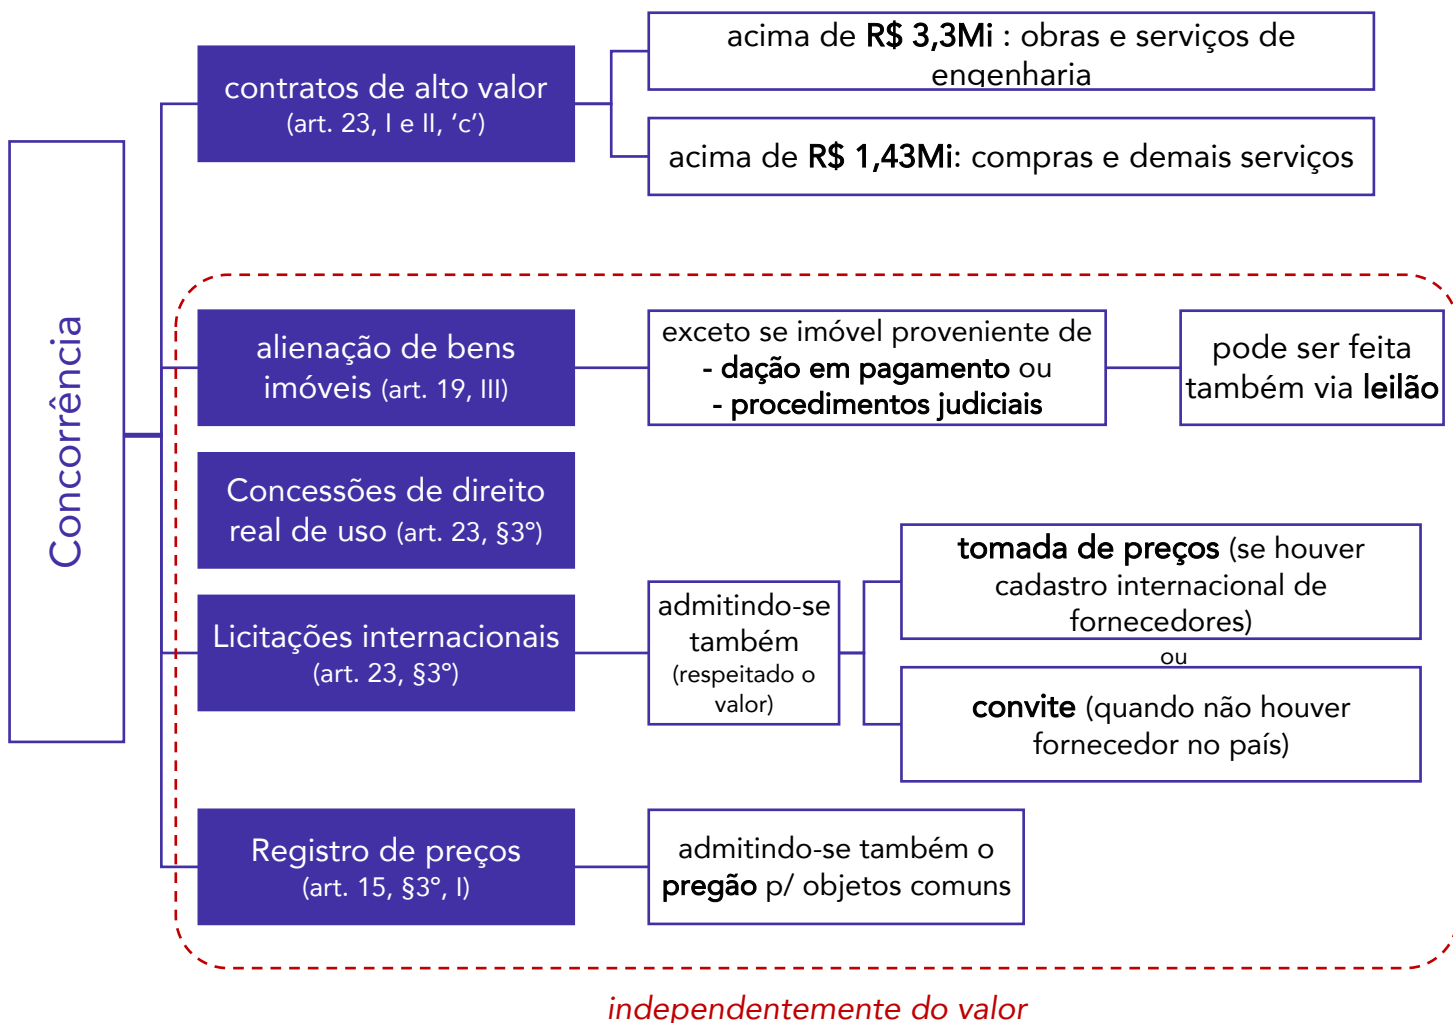 Concorrência
contratos de alto valor
(art. 23, I e II, ‘c’)
acima de R$ 3,3Mi : obras e serviços de
engenharia
acima de R$ 1,43Mi: compras e demais serviços
alienação de bens
imóveis (art. 19, III)
exceto se imóvel proveniente de
- dação em pagamento ou
- procedimentos judiciais
pode ser feita
também via leilão
Concessões de direito
real de uso (art. 23, §3º)
Licitações internacionais
(art. 23, §3º)
admitindo-se
também
(respeitado o
valor)
tomada de preços (se houver
cadastro internacional de
fornecedores)
ou
convite (quando não houver
fornecedor no país)
Registro de preços
(art. 15, §3º, I)
admitindo-se também o
pregão p/ objetos comuns
independentemente do valor